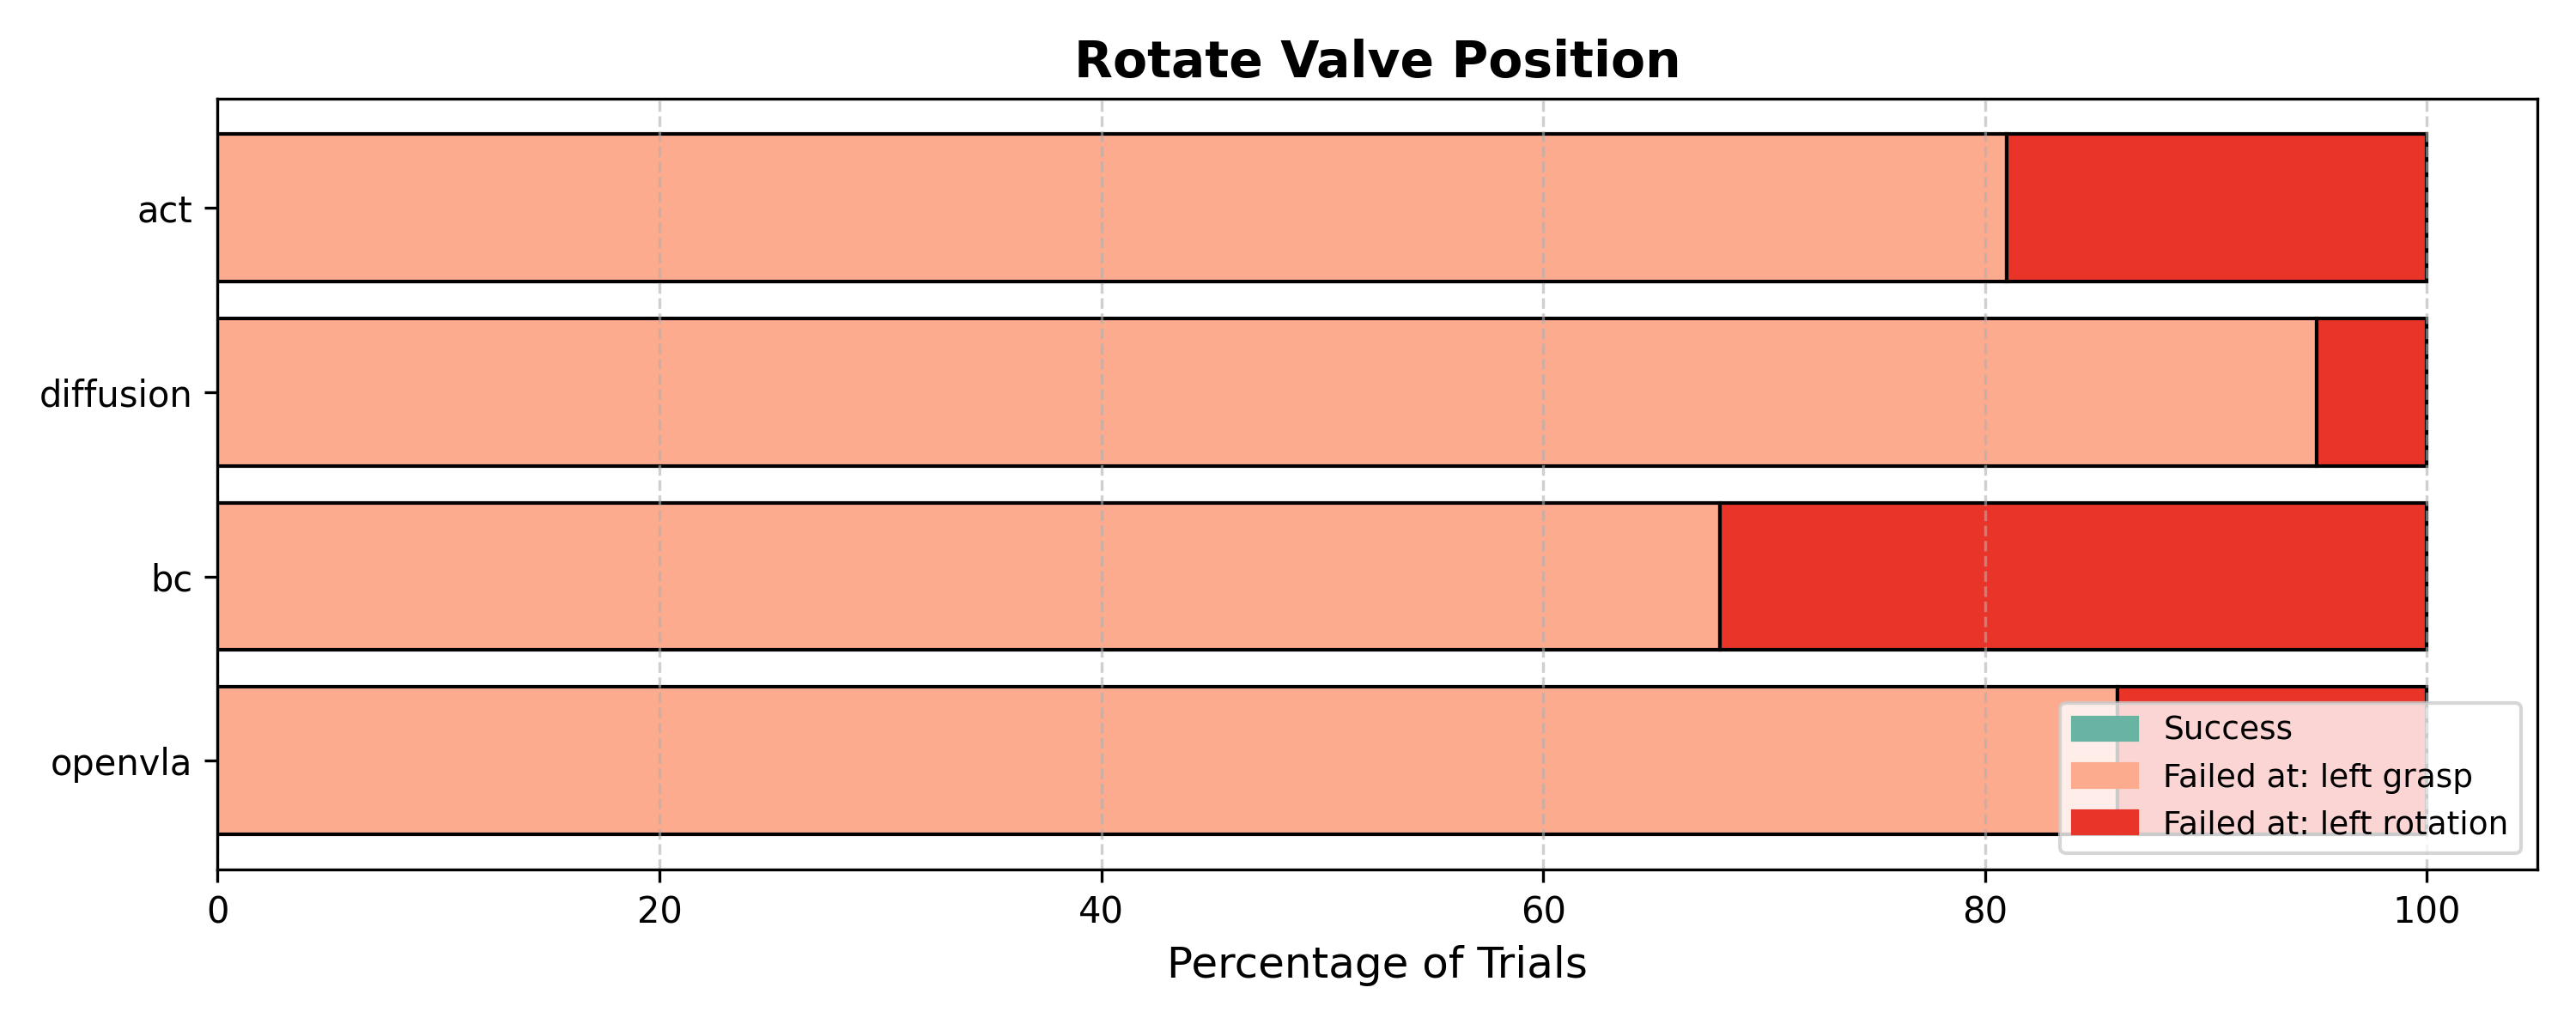 Rotate Valve Position
act
diffusion
bc
openvla
Success
Failed at: left grasp
Failed at: left rotation
0 20 40 60 80 100
Percentage of Trials